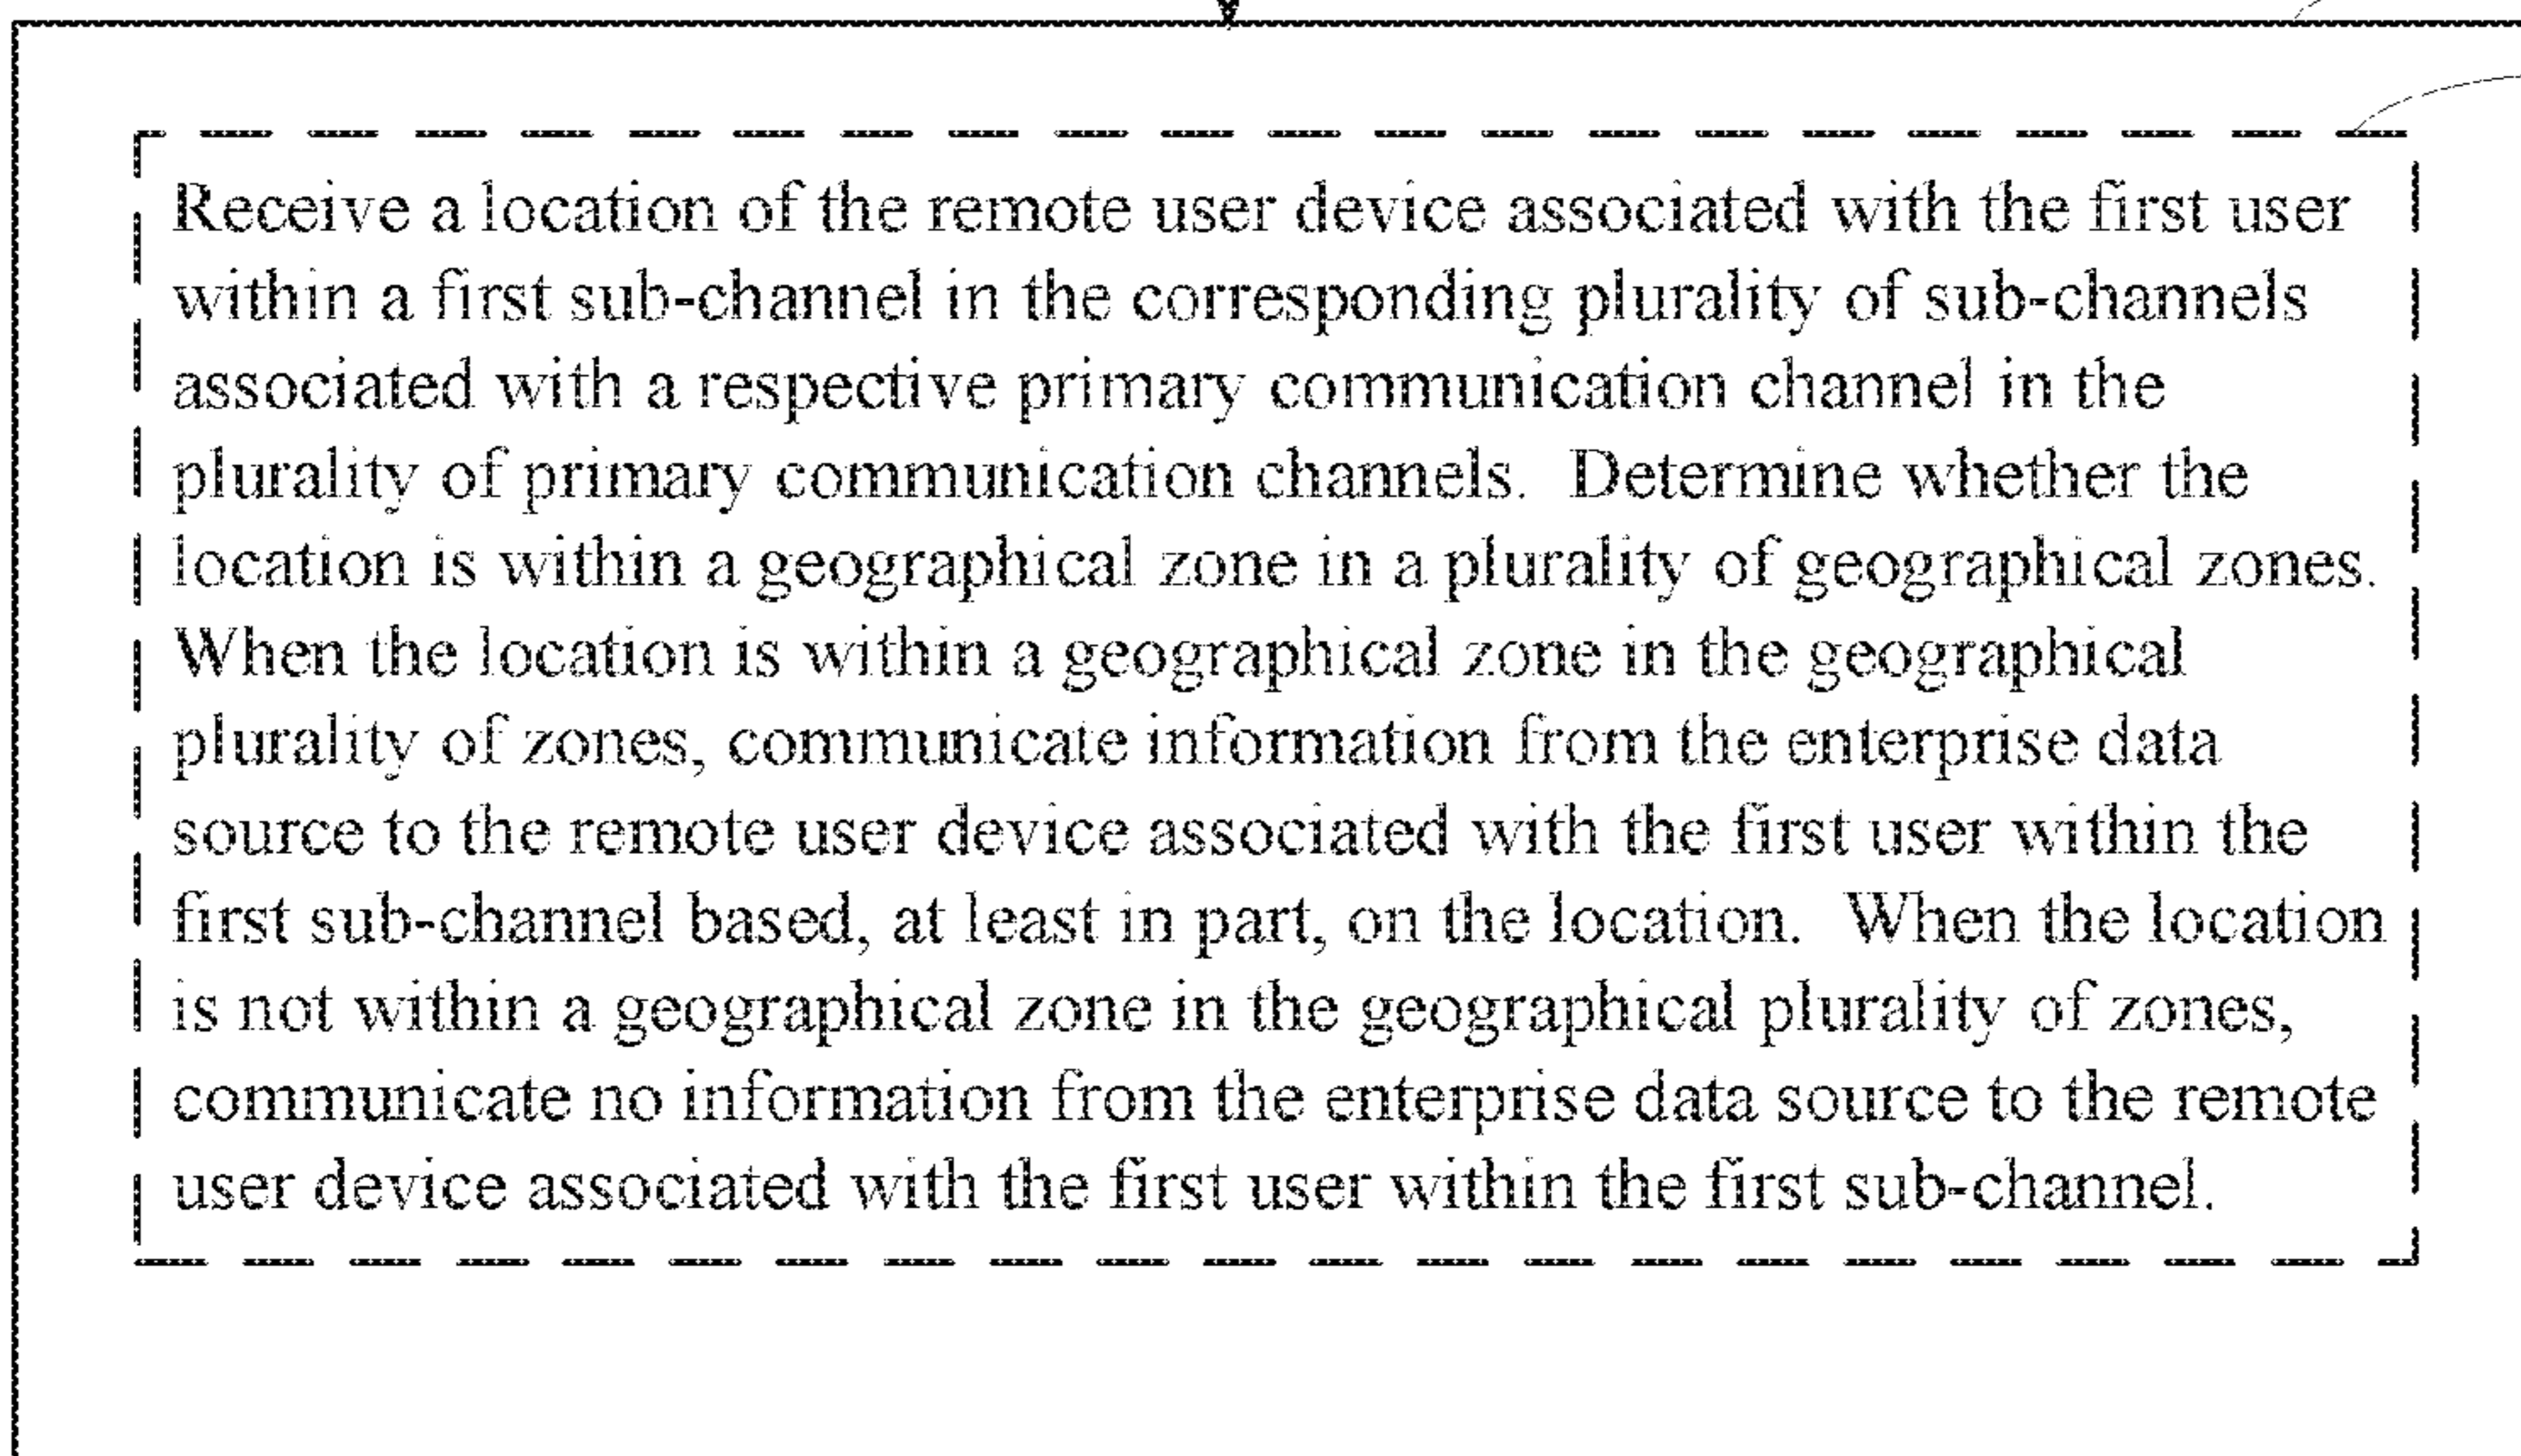 Receive a location of the remote user device associated with the first user
within a first sub-channel in the corresponding plurality of sub-channels
associated with a respective primary communication channel in the
plurality of primary communication channels.  Determine whether the
location is within a geographical zone in a plurality of geographical zones.
When the location is within a geographical zone in the geographical
plurality of zones, communicate information from the enterprise data
source to the remote user device associated with the first user within the
first sub-channel based, at least in part, on the location.  When the location
is not within a geographical zone in the geographical plurality of zones,
communicate no information from the enterprise data source to the remote
user device associated with the first user within the first sub-channel.